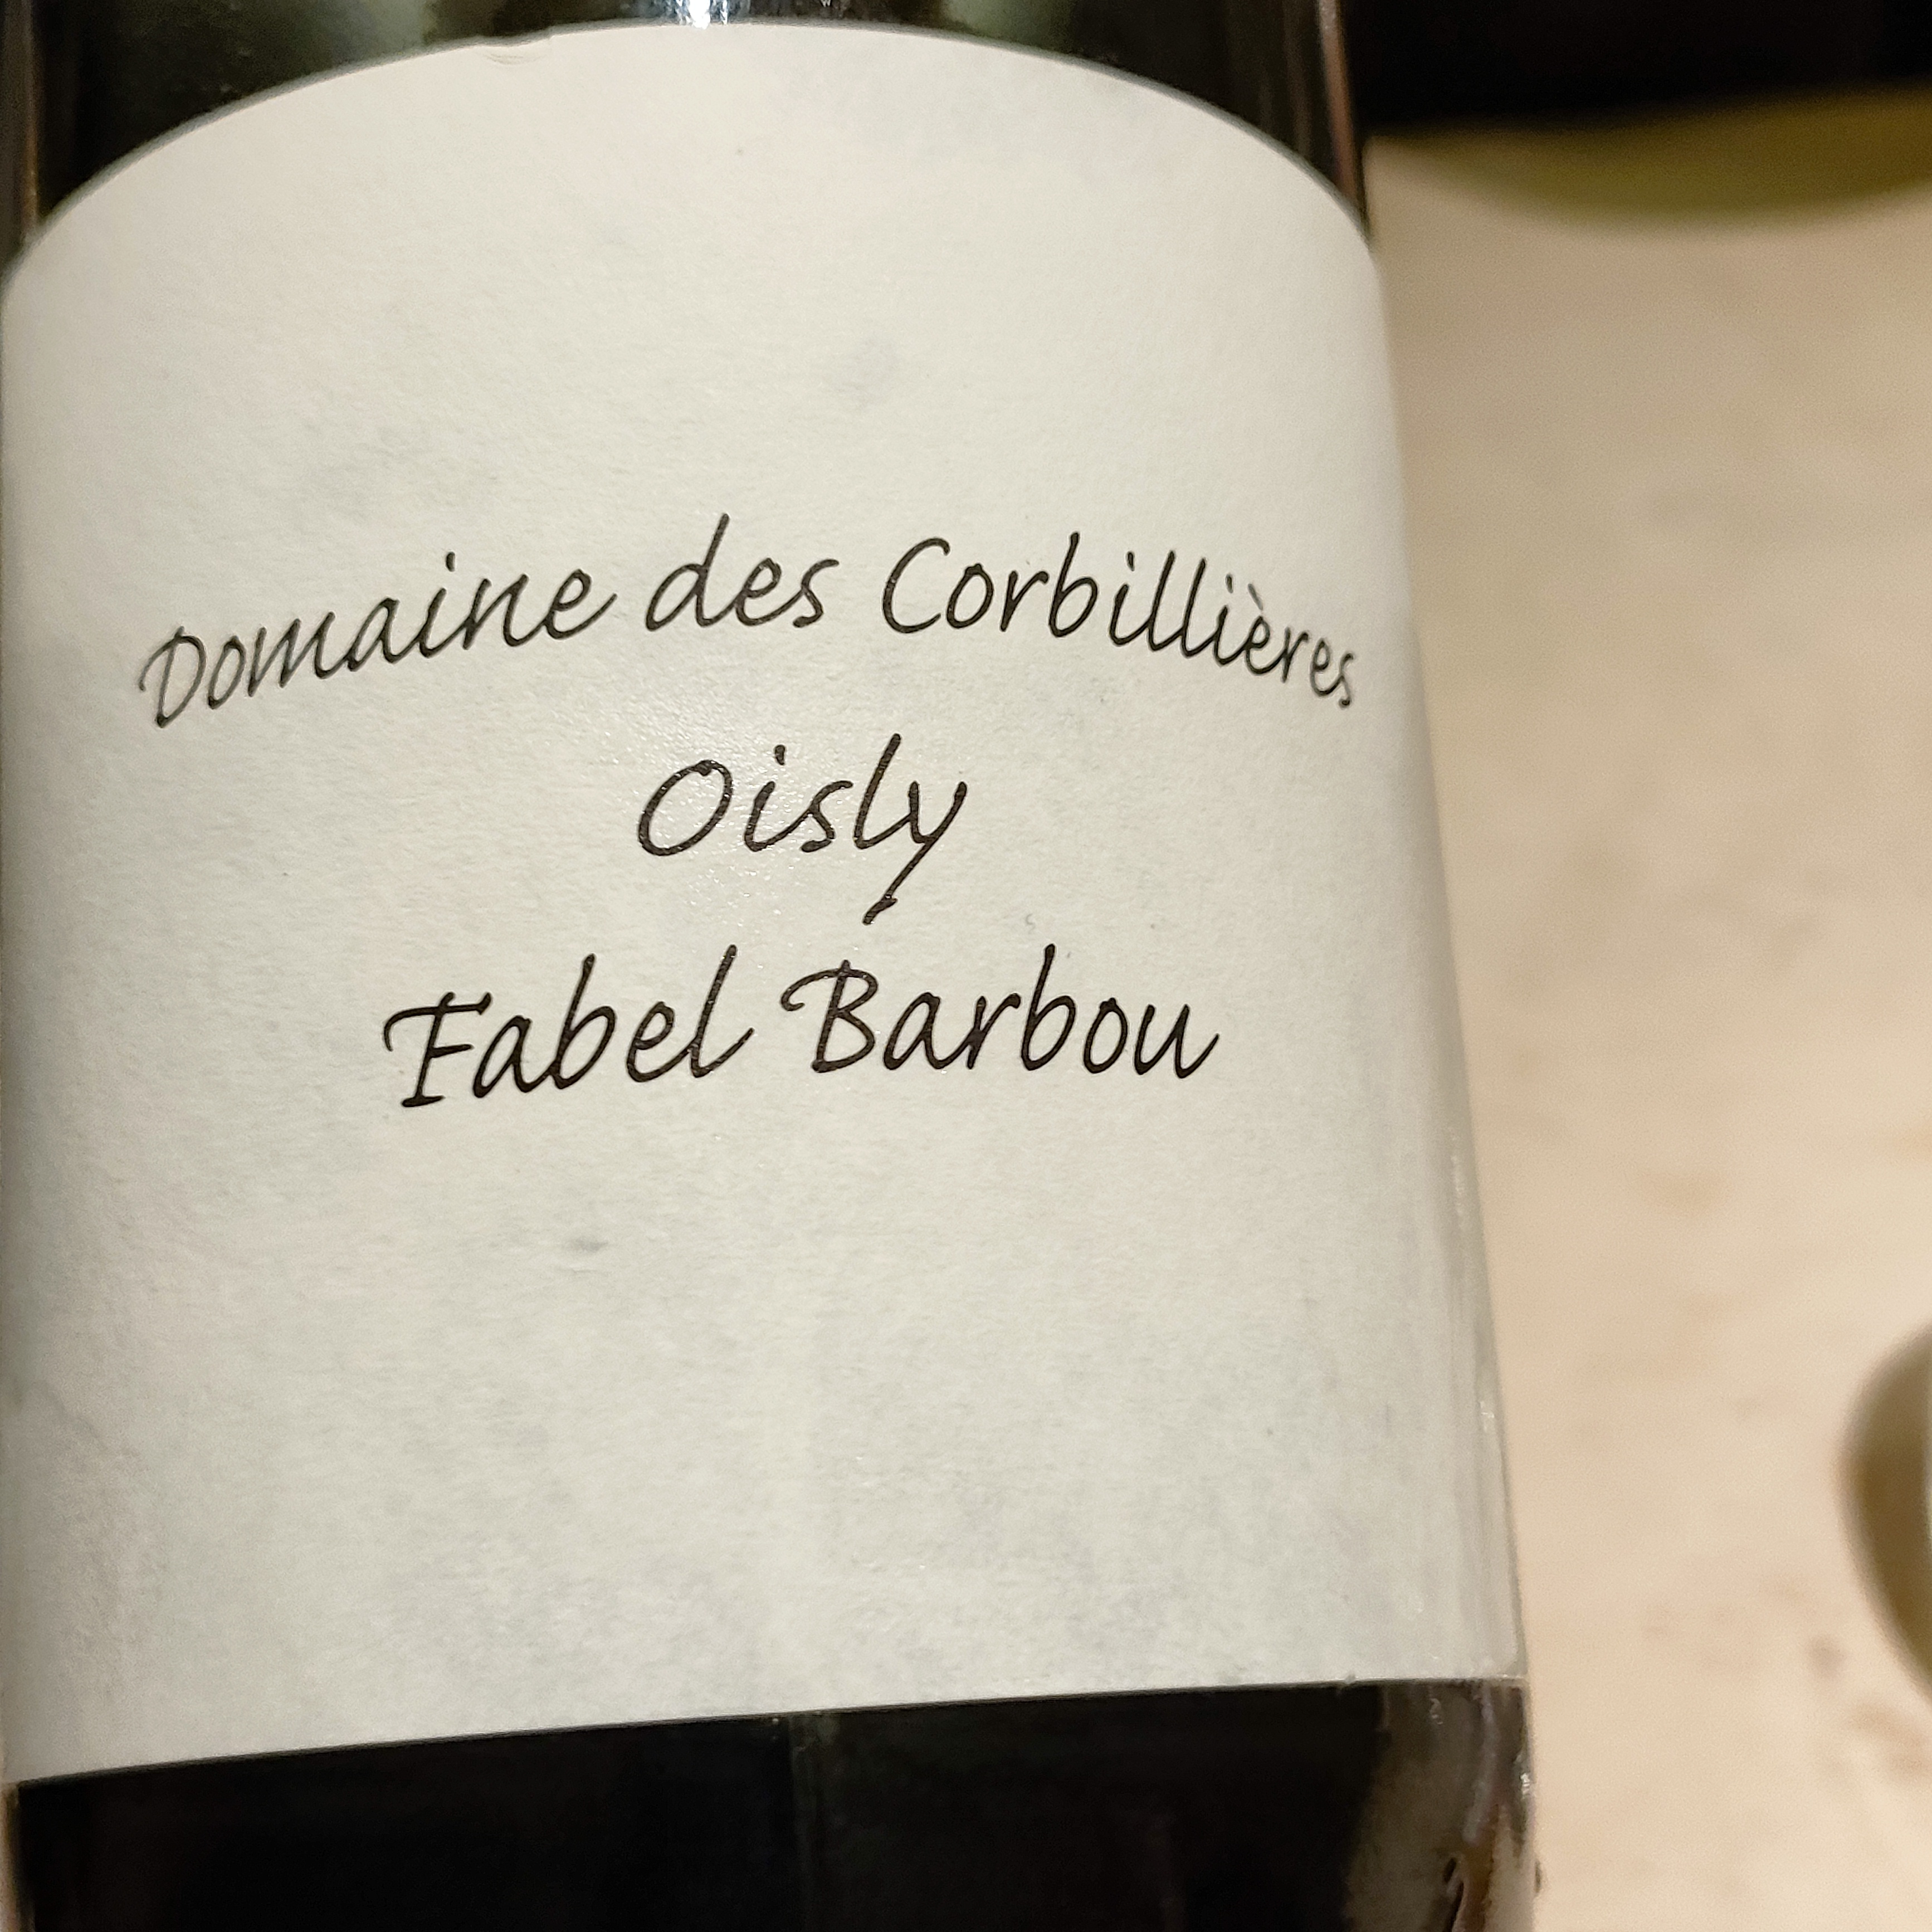 Domaine des Corbillières
Oisly
Fabel Barbou